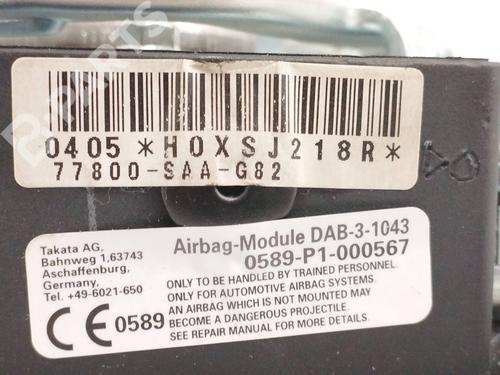 B-PARTS
0405 *H0XSJ218R*
77800-SAA-G82
Takata AG,
Bahnweg 1,63743
Aschaffenburg,
Germany,
Tel. +49-6021-650
CE 0589
Airbag-Module DAB-3-1043
0589-P1-000567
ONLY TO BE HANDLED BY TRAINED PERSONNEL
ONLY FOR AUTOMOTIVE AIRBAG SYSTEMS.
AN AIRBAG WHICH IS NOT MOUNTED MAY
BECOME A DANGEROUS PROJECTILE.
SEE REPAIR MANUAL FOR MORE DETAILS.